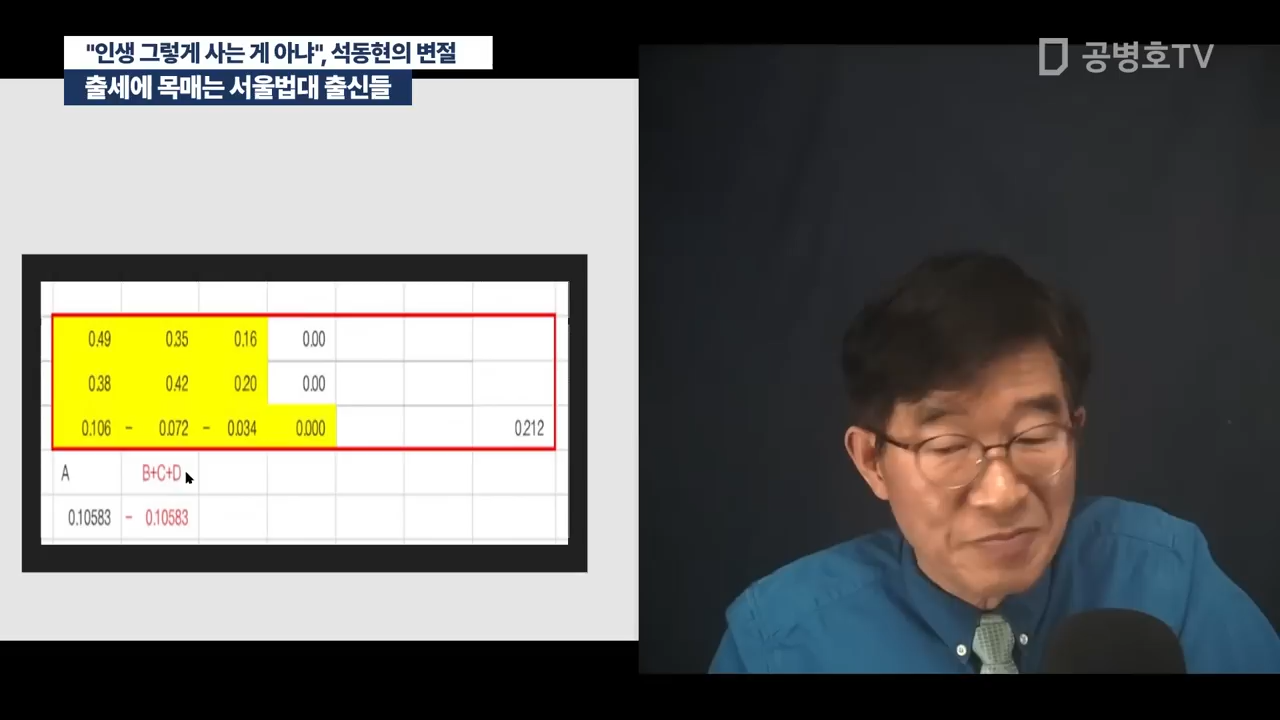 "인생 그렇게 사는 게 아냐", 석동현의 변절
출세에 목매는 서울법대 출신들
공병호TV
0.49 0.35 0.16 0.00
0.38 0.42 0.20 0.00
0.106 - 0.072 - 0.034 0.000 0.212
A B+C+D
0.10583 - 0.10583